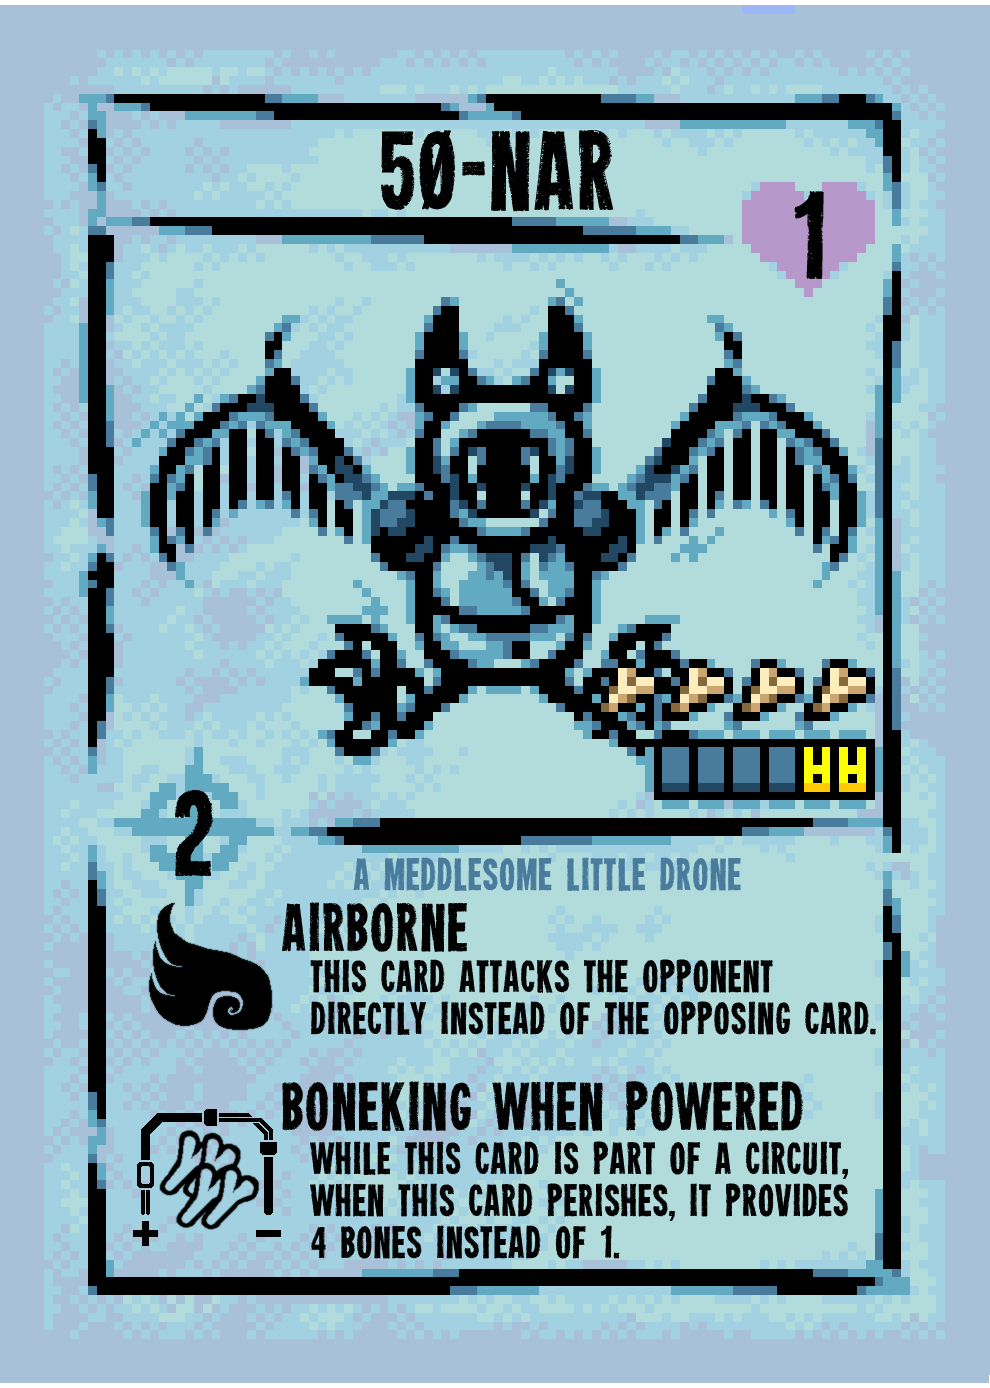 50-NAR
1
2
A MEDDLESOME LITTLE DRONE
AIRBORNE
THIS CARD ATTACKS THE OPPONENT
DIRECTLY INSTEAD OF THE OPPOSING CARD.
BONEKING WHEN POWERED
WHILE THIS CARD IS PART OF A CIRCUIT,
WHEN THIS CARD PERISHES, IT PROVIDES
4 BONES INSTEAD OF 1.
+ −